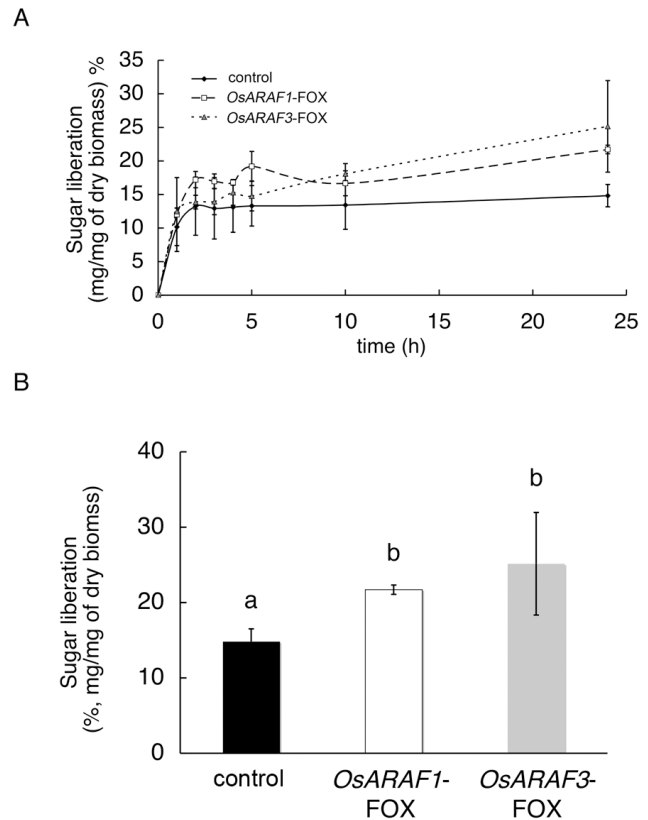 A
Sugar liberation
(mg/mg of dry biomass) %
35
30
25
20
15
10
5
0
control
OsARAF1-FOX
OsARAF3-FOX
0 5 10 15 20 25
time (h)
B
Sugar liberation
(%, mg/mg of dry biomss)
40
30
20
10
0
a
b
b
control OsARAF1- OsARAF3-
FOX FOX